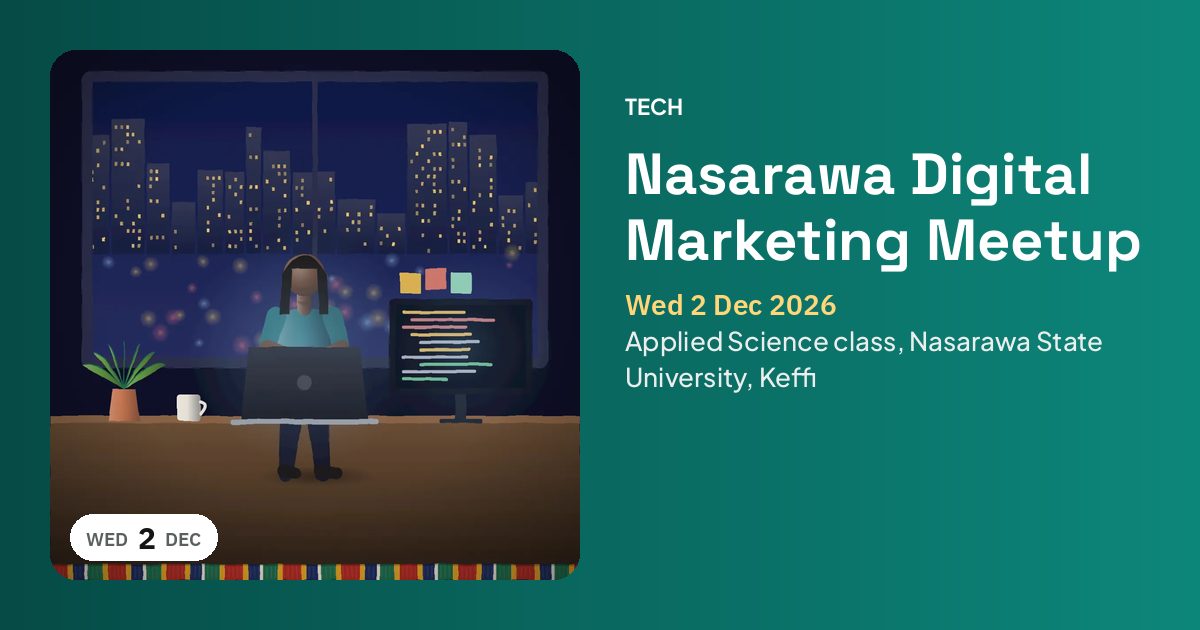 TECH
Nasarawa Digital
Marketing Meetup
Wed 2 Dec 2026
Applied Science class, Nasarawa State
University, Keffi
WED 2 DEC